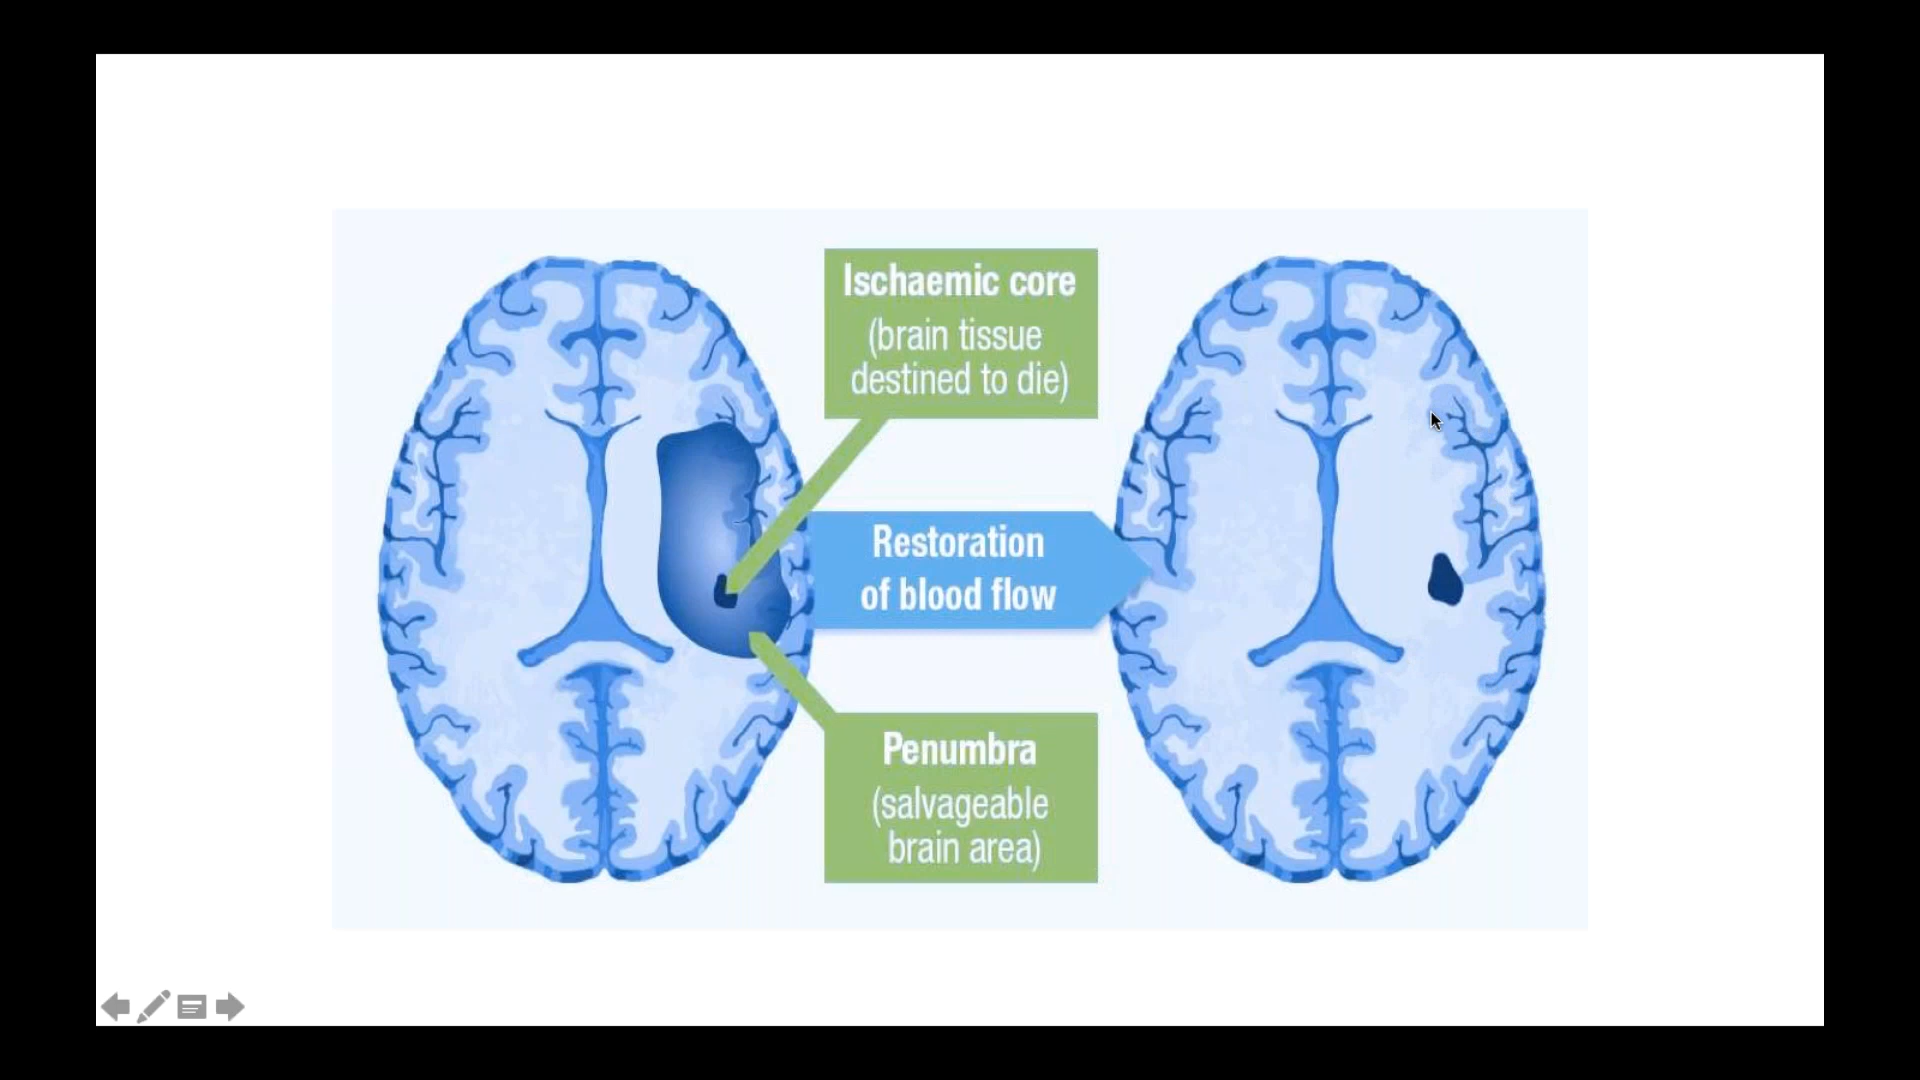 Ischaemic core
(brain tissue
destined to die)
Restoration
of blood flow
Penumbra
(salvageable
brain area)